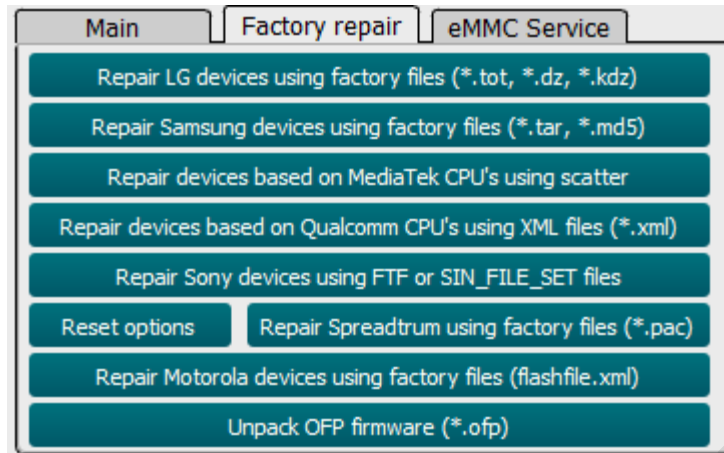 Main Factory repair eMMC Service
Repair LG devices using factory files (*.tot, *.dz, *.kdz)
Repair Samsung devices using factory files (*.tar, *.md5)
Repair devices based on MediaTek CPU's using scatter
Repair devices based on Qualcomm CPU's using XML files (*.xml)
Repair Sony devices using FTF or SIN_FILE_SET files
Reset options Repair Spreadtrum using factory files (*.pac)
Repair Motorola devices using factory files (flashfile.xml)
Unpack OFP firmware (*.ofp)